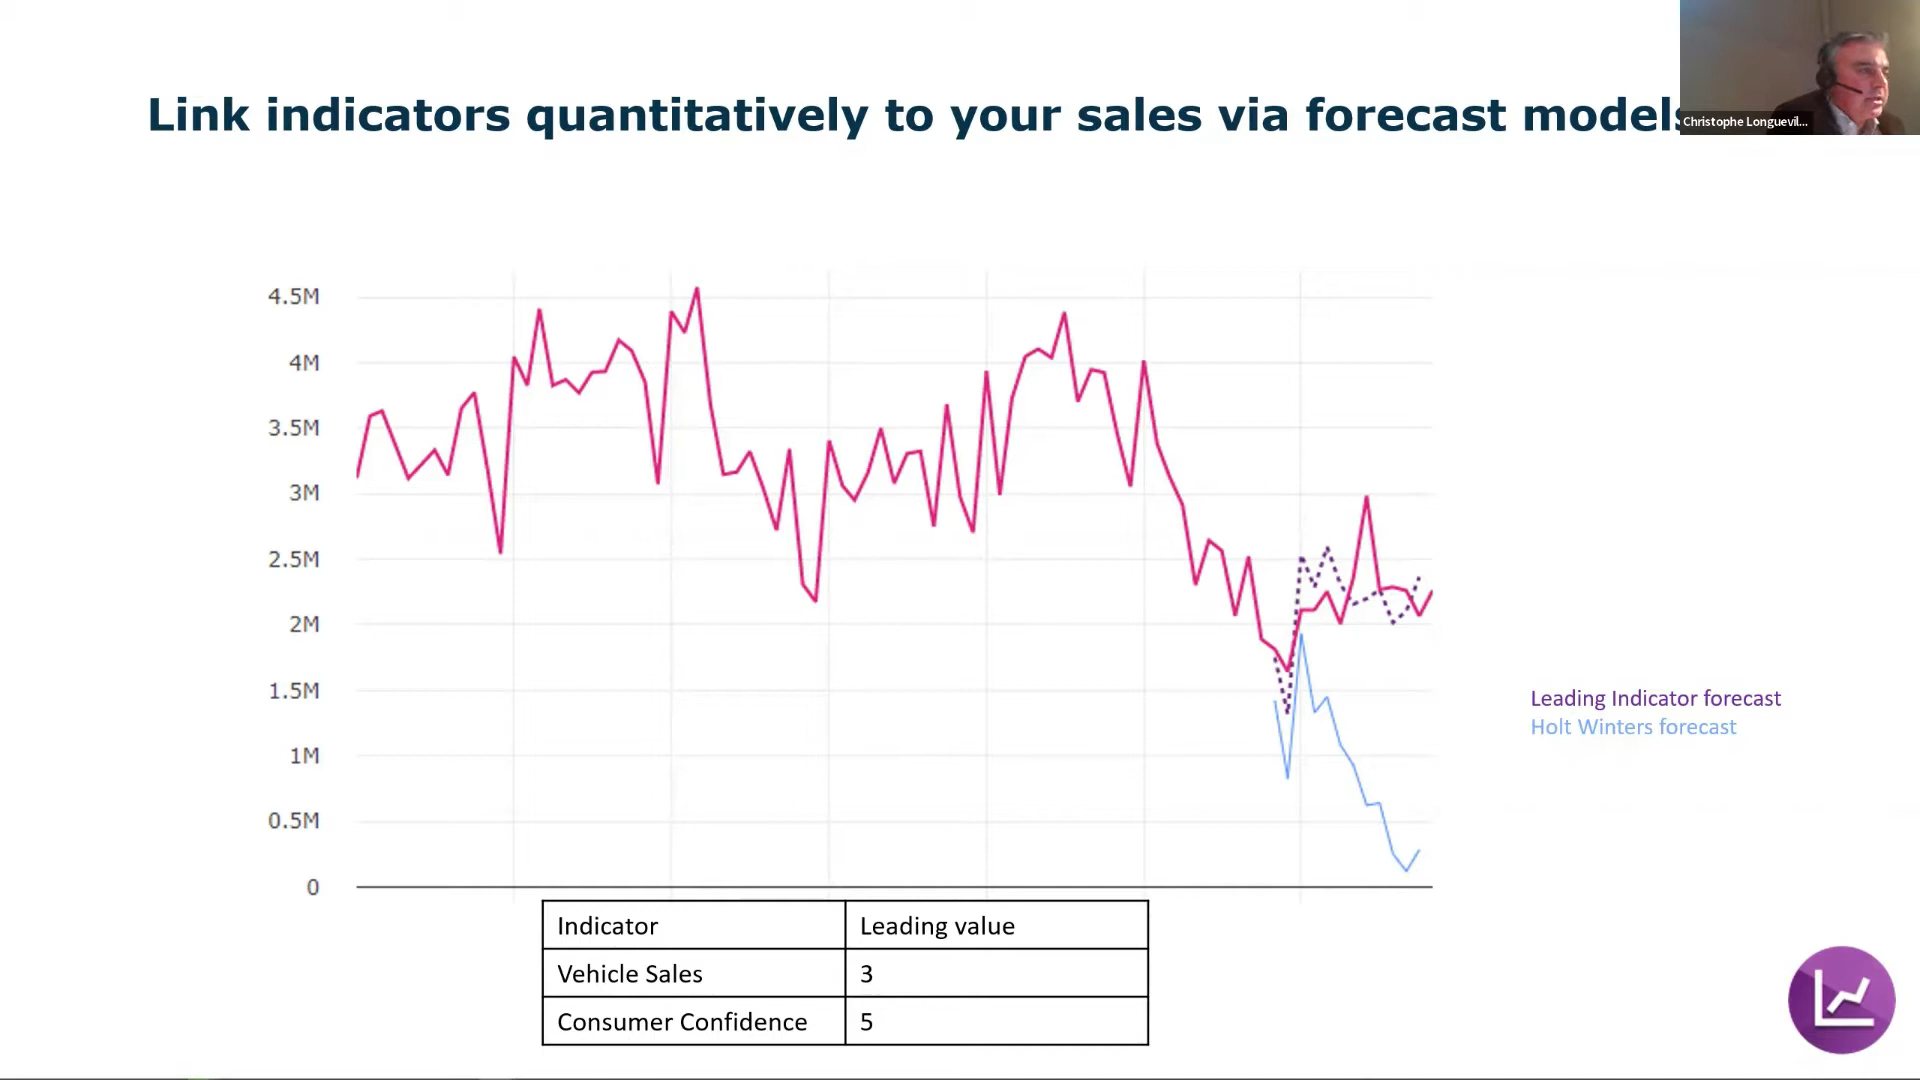 Link indicators quantitatively to your sales via forecast models
Christophe Longuevil...
4.5M
4M
3.5M
3M
2.5M
2M
1.5M
1M
0.5M
0
Leading Indicator forecast
Holt Winters forecast
Indicator Leading value
Vehicle Sales 3
Consumer Confidence 5